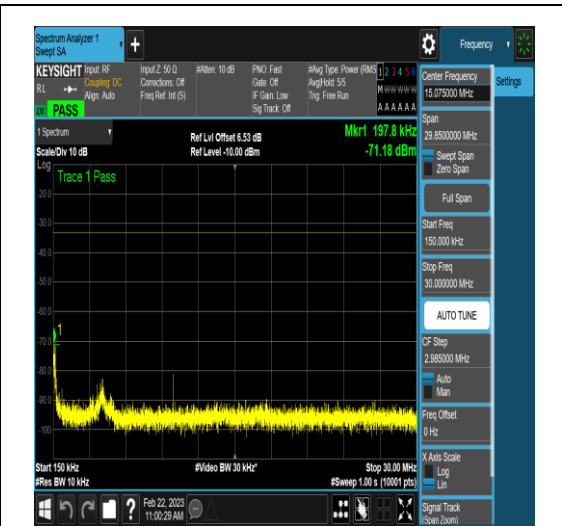 Spectrum Analyzer 1
Swept SA
Frequency
KEYSIGHT
RL
PASS
Input: RF
Coupling: DC
Align: Auto
Input Z: 50 Ω
Corrections: Off
Freq Ref: Int (S)
#Atten: 10 dB
PNO: Fast
Gate: Off
IF Gain: Low
Sig Track: Off
#Avg Type: Power (RMS
Avg|Hold: 5/5
Trig: Free Run
1 2 3 4 5 6
M W W W W W
A A A A A A
1 Spectrum
Scale/Div 10 dB
Ref Lvl Offset 6.53 dB
Ref Level -10.00 dBm
Mkr1 197.8 kHz
-71.18 dBm
Log
Trace 1 Pass
-20.0
-30.0
-40.0
-50.0
-60.0
-70.0
-80.0
-90.0
-100
1
Start 150 kHz
#Res BW 10 kHz
#Video BW 30 kHz*
Stop 30.00 MHz
#Sweep 1.00 s (10001 pts)
?
Feb 22, 2023
11:00:29 AM
Center Frequency
15.075000 MHz
Settings
Span
29.8500000 MHz
Swept Span
Zero Span
Full Span
Start Freq
150.000 kHz
Stop Freq
30.000000 MHz
AUTO TUNE
CF Step
2.985000 MHz
Auto
Man
Freq Offset
0 Hz
X Axis Scale
Log
Lin
Signal Track
(Span Zoom)